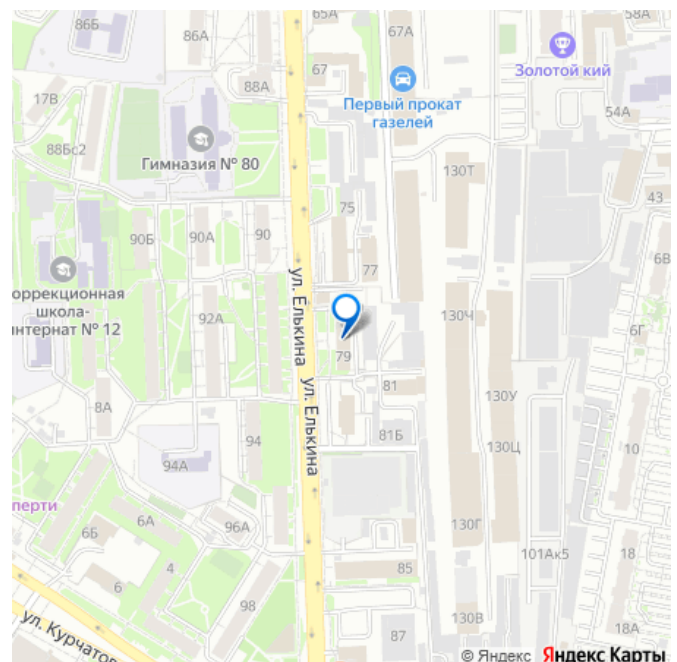 65А
58А
86Б
86А
67А
67
Золотой кий
88А
Первый прокат
газелей
17В
54А
88Бс2
Гимназия № 80
130Т
43
75
90Б
90А
90
77
6В
оррекционная
школа-
интернат № 12
ул. Елькина
92А
130Ч
6Г
79
81
8А
ул. Елькина
130У
81Б
94
130Ц
10
94А
перти
6А
96А
6Б
130Г
101Ак5
18
4
85
6
98
130В
18А
87
ул. Курчатов
© Яндекс Яндекс Карты